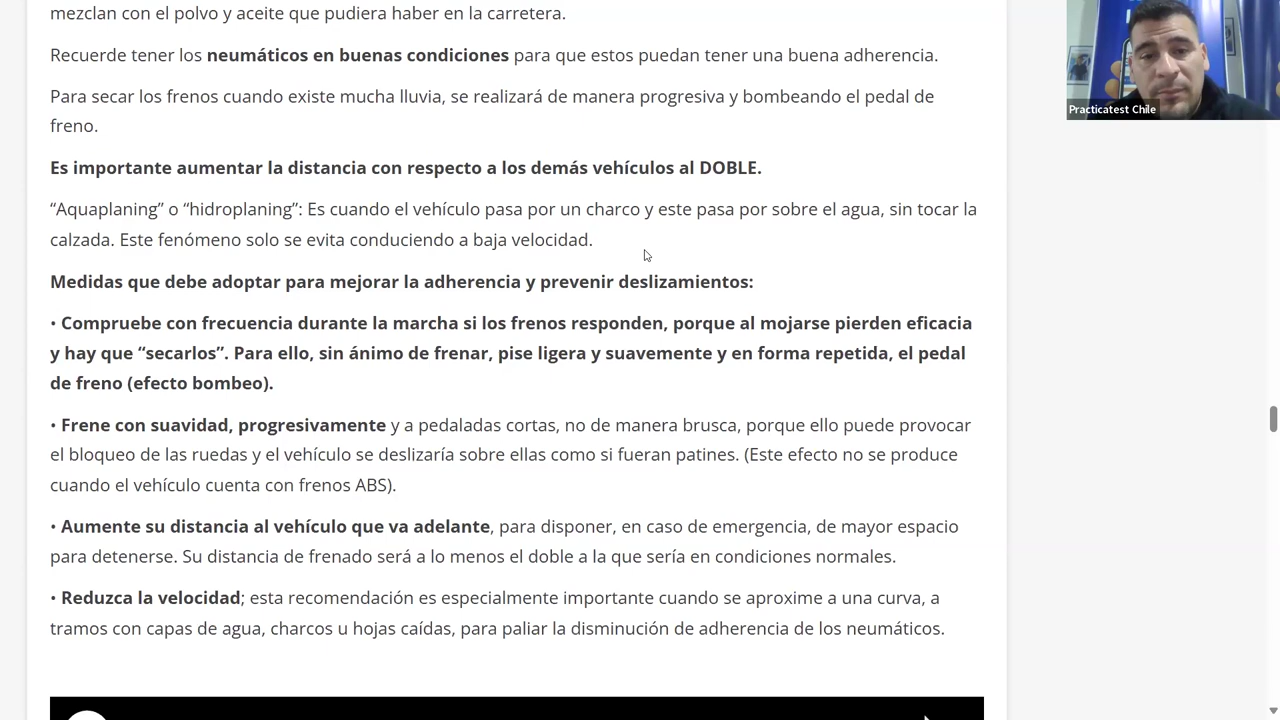 mezclan con el polvo y aceite que pudiera haber en la carretera.
Recuerde tener los neumáticos en buenas condiciones para que estos puedan tener una buena adherencia.
Para secar los frenos cuando existe mucha lluvia, se realizará de manera progresiva y bombeando el pedal de
freno.
Es importante aumentar la distancia con respecto a los demás vehículos al DOBLE.
“Aquaplaning” o “hidroplaning”: Es cuando el vehículo pasa por un charco y este pasa por sobre el agua, sin tocar la
calzada. Este fenómeno solo se evita conduciendo a baja velocidad.
Medidas que debe adoptar para mejorar la adherencia y prevenir deslizamientos:
• Compruebe con frecuencia durante la marcha si los frenos responden, porque al mojarse pierden eficacia
y hay que “secarlos”. Para ello, sin ánimo de frenar, pise ligera y suavemente y en forma repetida, el pedal
de freno (efecto bombeo).
• Frene con suavidad, progresivamente y a pedaladas cortas, no de manera brusca, porque ello puede provocar
el bloqueo de las ruedas y el vehículo se deslizaría sobre ellas como si fueran patines. (Este efecto no se produce
cuando el vehículo cuenta con frenos ABS).
• Aumente su distancia al vehículo que va adelante, para disponer, en caso de emergencia, de mayor espacio
para detenerse. Su distancia de frenado será a lo menos el doble a la que sería en condiciones normales.
• Reduzca la velocidad; esta recomendación es especialmente importante cuando se aproxime a una curva, a
tramos con capas de agua, charcos u hojas caídas, para paliar la disminución de adherencia de los neumáticos.
Practicatest Chile